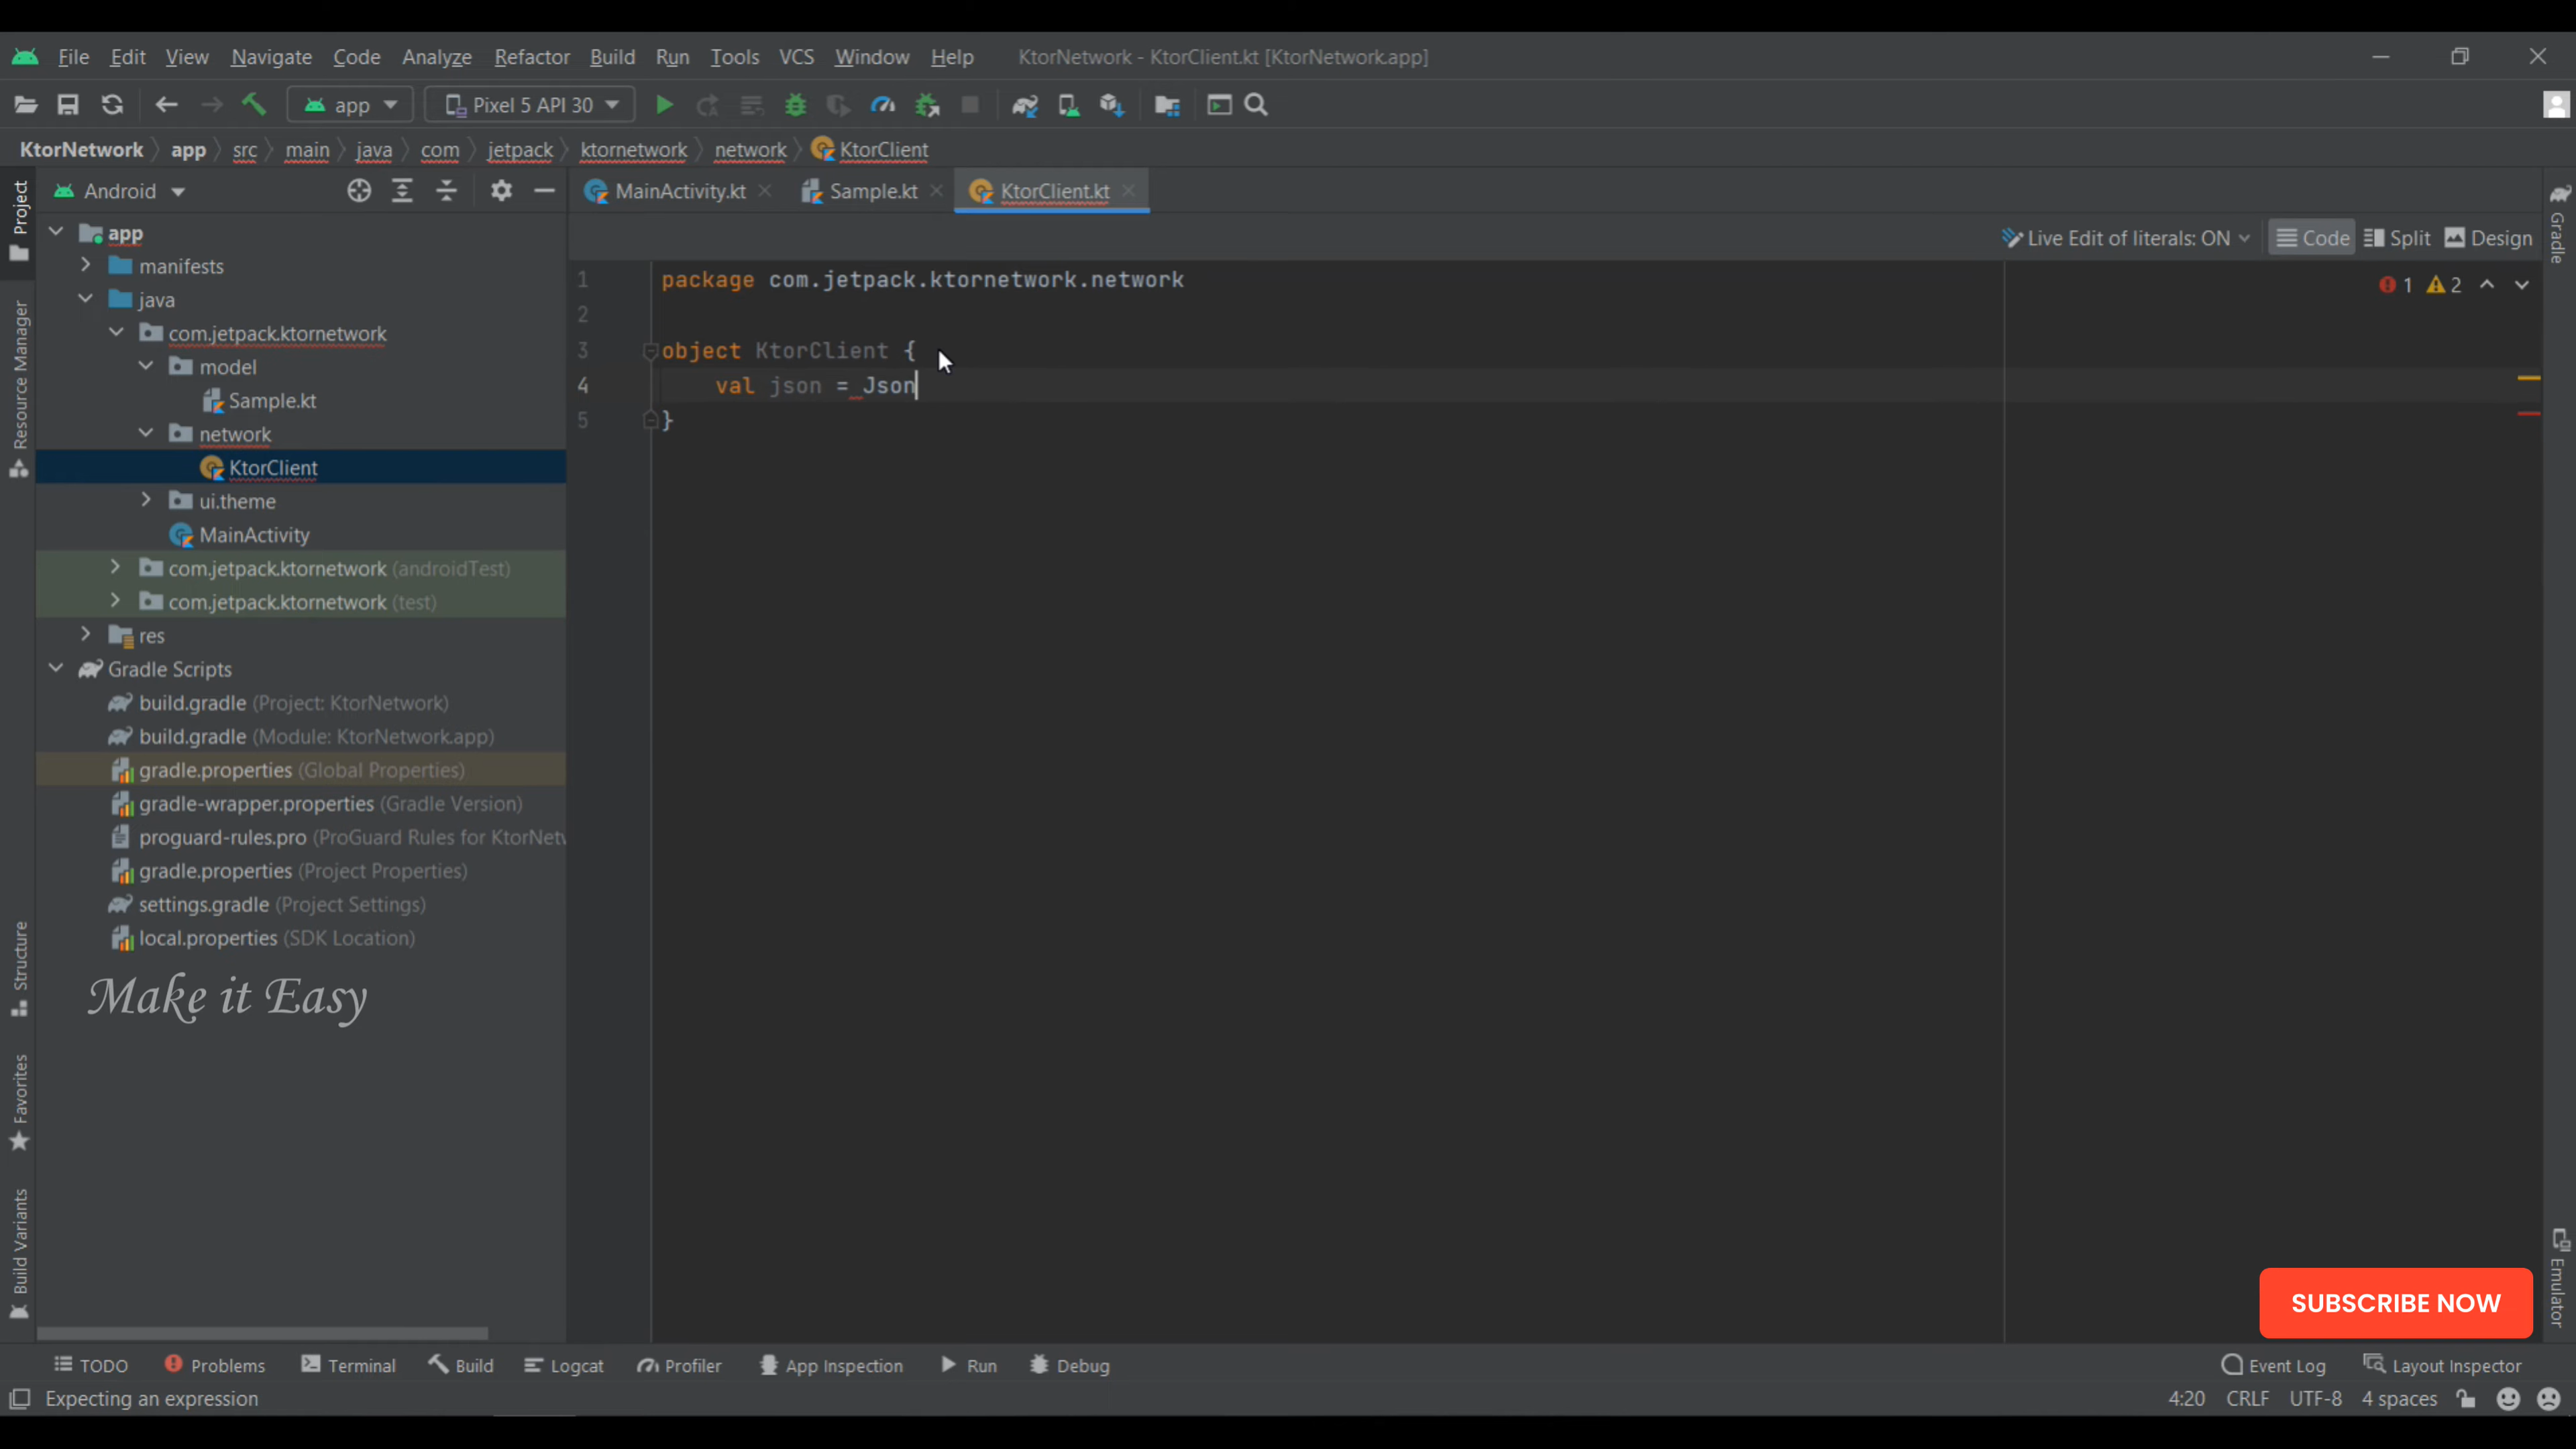 File Edit View Navigate Code Analyze Refactor Build Run Tools VCS Window Help KtorNetwork - KtorClient.kt [KtorNetwork.app]
app Pixel 5 API 30
KtorNetwork app src main java com jetpack ktornetwork network KtorClient
Project
Android
MainActivity.kt Sample.kt KtorClient.kt
Gradle
Live Edit of literals: ON Code Split Design
app
manifests
java
com.jetpack.ktornetwork
model
Sample.kt
network
KtorClient
ui.theme
MainActivity
com.jetpack.ktornetwork (androidTest)
com.jetpack.ktornetwork (test)
res
Gradle Scripts
build.gradle (Project: KtorNetwork)
build.gradle (Module: KtorNetwork.app)
gradle.properties (Global Properties)
gradle-wrapper.properties (Gradle Version)
proguard-rules.pro (ProGuard Rules for KtorNetw
gradle.properties (Project Properties)
settings.gradle (Project Settings)
local.properties (SDK Location)
Make it Easy
Resource Manager
Structure
Favorites
Build Variants
1 package com.jetpack.ktornetwork.network
2
3 object KtorClient {
4 val json = Json
5 }
1 2
SUBSCRIBE NOW
Emulator
TODO Problems Terminal Build Logcat Profiler App Inspection Run Debug Event Log Layout Inspector
Expecting an expression 4:20 CRLF UTF-8 4 spaces